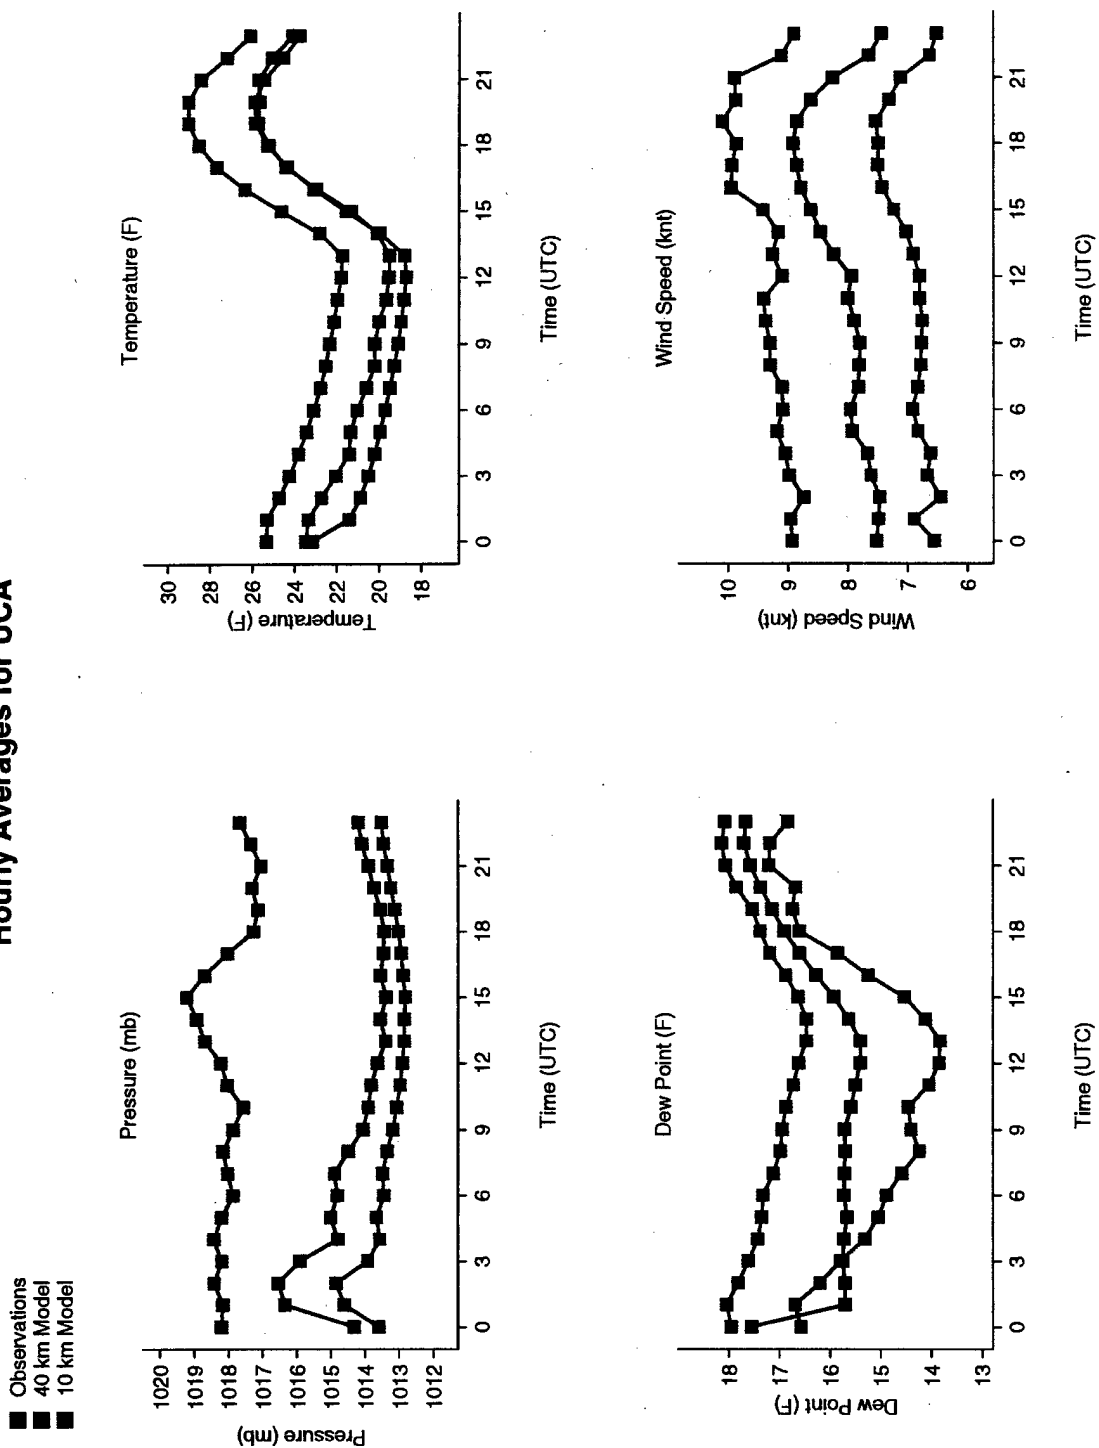 Hourly Averages for UCA
Observations
40 km Model
10 km Model
Pressure (mb)
Pressure (mb)
1020
1019
1018
1017
1016
1015
1014
1013
1012
0 3 6 9 12 15 18 21
Time (UTC)
Temperature (F)
Temperature (F)
30
28
26
24
22
20
18
0 3 6 9 12 15 18 21
Time (UTC)
Dew Point (F)
Dew Point (F)
18
17
16
15
14
13
0 3 6 9 12 15 18 21
Time (UTC)
Wind Speed (knt)
Wind Speed (knt)
10
9
8
7
6
0 3 6 9 12 15 18 21
Time (UTC)